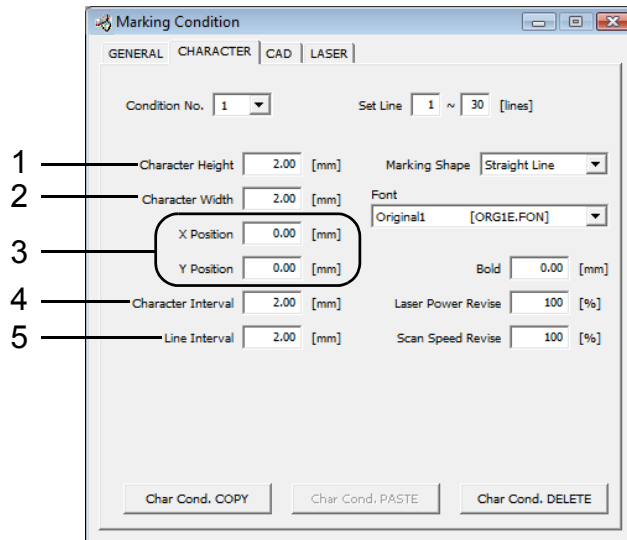 Marking Condition
GENERAL CHARACTER CAD LASER
Condition No. 1 Set Line 1 ~ 30 [lines]
1 Character Height 2.00 [mm] Marking Shape Straight Line
2 Character Width 2.00 [mm] Font
Original1 [ORG1E.FON]
3 X Position 0.00 [mm]
Y Position 0.00 [mm] Bold 0.00 [mm]
4 Character Interval 2.00 [mm] Laser Power Revise 100 [%]
5 Line Interval 2.00 [mm] Scan Speed Revise 100 [%]
Char Cond. COPY Char Cond. PASTE Char Cond. DELETE